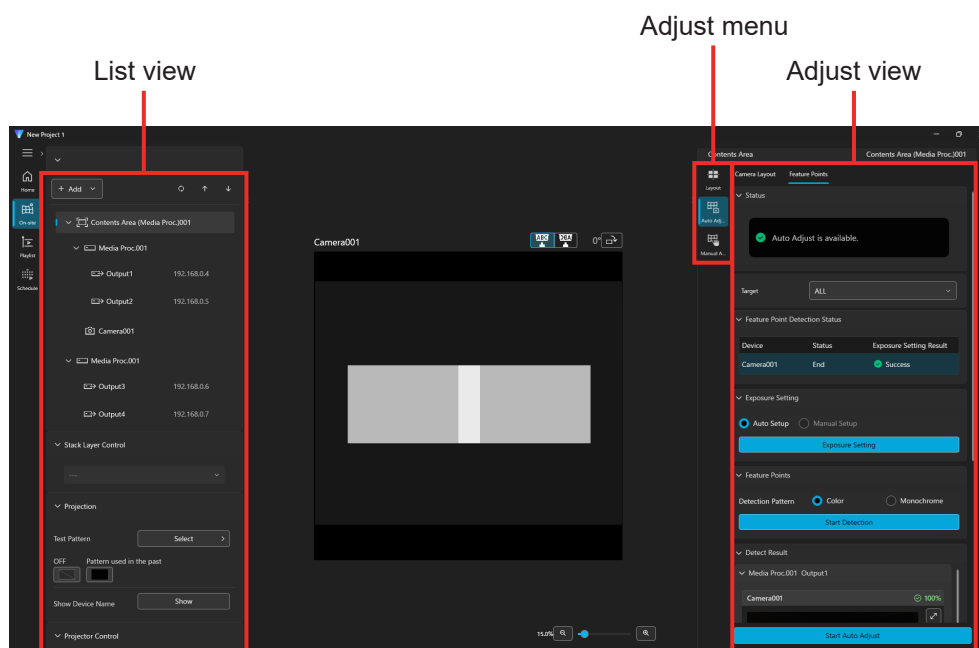 Adjust menu
List view
Adjust view
New Project 1
Contents Area
Contents Area (Media Proc.)001
Home
On-site
Playlist
Schedule
+ Add
Contents Area (Media Proc.)001
Media Proc.001
Output1 192.168.0.4
Output2 192.168.0.5
Camera001
Media Proc.001
Output3 192.168.0.6
Output4 192.168.0.7
Stack Layer Control
---
Projection
Test Pattern Select >
OFF Pattern used in the past
Show Device Name Show
Projector Control
Camera001
ABC
0°
15.0%
Layout
Auto Adj...
Manual A...
Camera Layout Feature Points
Status
Auto Adjust is available.
Target ALL
Feature Point Detection Status
Device Status Exposure Setting Result
Camera001 End Success
Exposure Setting
Auto Setup Manual Setup
Exposure Setting
Feature Points
Detection Pattern Color Monochrome
Start Detection
Detect Result
Media Proc.001 Output1
Camera001 100%
Start Auto Adjust